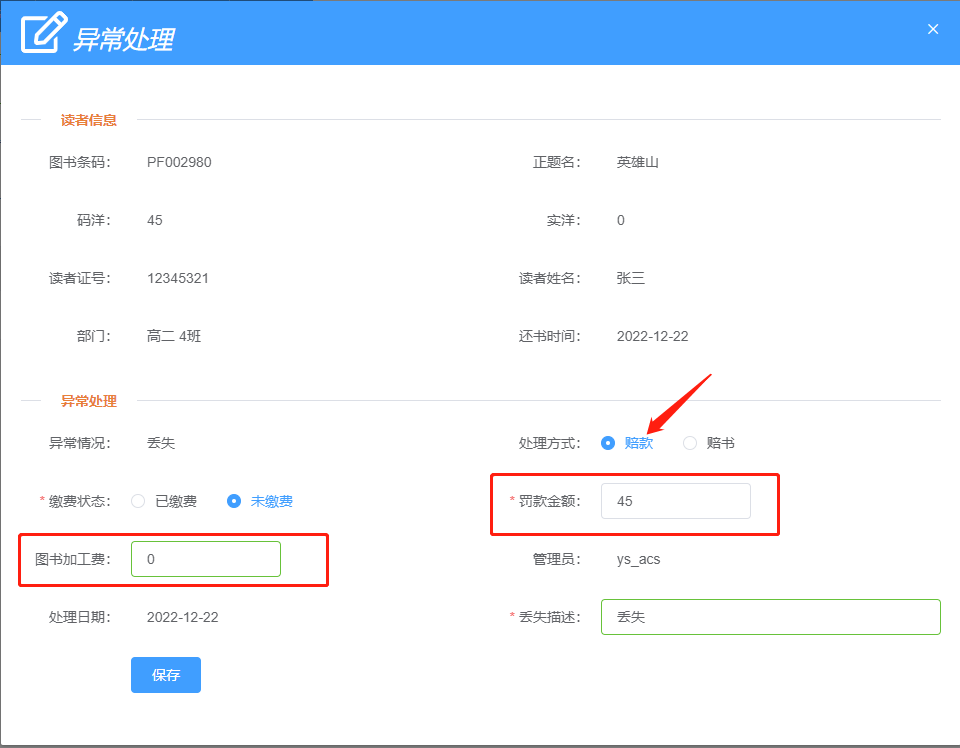 异常处理
读者信息
图书条码： PF002980 正题名： 英雄山
码洋： 45 实洋： 0
读者证号： 12345321 读者姓名： 张三
部门： 高二 4班 还书时间： 2022-12-22
异常处理
异常情况： 丢失 处理方式： 赔款 赔书
* 缴费状态： 已缴费 未缴费 * 罚款金额： 45
图书加工费： 0 管理员： ys_acs
处理日期： 2022-12-22 * 丢失描述： 丢失
保存